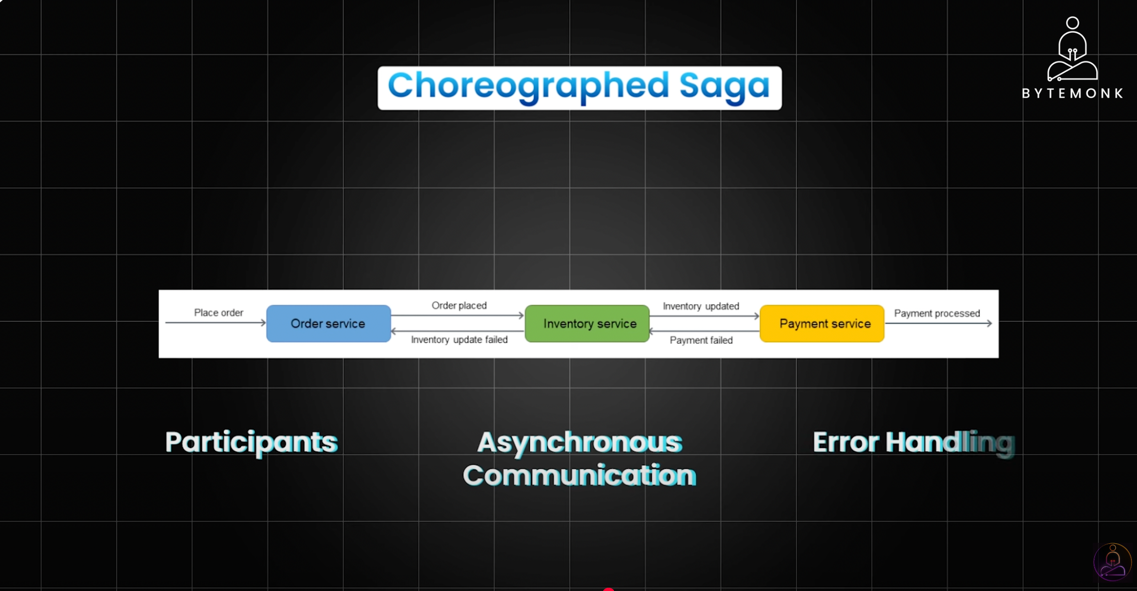 Choreographed Saga
BYTEMONK
Place order
Order service
Order placed
Inventory update failed
Inventory service
Inventory updated
Payment failed
Payment service
Payment processed
Participants
Asynchronous
Communication
Error Handling